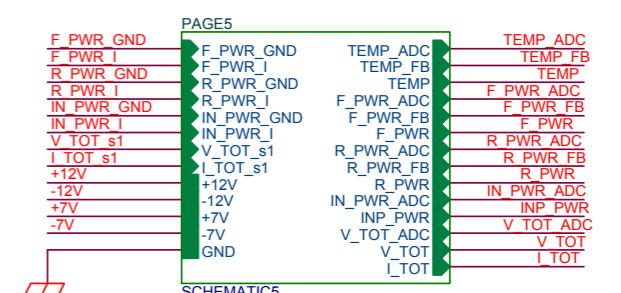 PAGE5
F_PWR_GND F_PWR_GND TEMP_ADC TEMP_ADC
F_PWR_I F_PWR_I TEMP_FB TEMP_FB
R_PWR_GND R_PWR_GND TEMP TEMP
R_PWR_I R_PWR_I F_PWR_ADC F_PWR_ADC
IN_PWR_GND IN_PWR_GND F_PWR_FB F_PWR_FB
IN_PWR_I IN_PWR_I F_PWR F_PWR
V_TOT_s1 V_TOT_s1 R_PWR_ADC R_PWR_ADC
I_TOT_s1 I_TOT_s1 R_PWR_FB R_PWR_FB
+12V +12V R_PWR R_PWR
-12V -12V IN_PWR_ADC IN_PWR_ADC
+7V +7V INP_PWR INP_PWR
-7V -7V V_TOT_ADC V_TOT_ADC
GND V_TOT V_TOT
I_TOT I_TOT
SCHEMATIC5